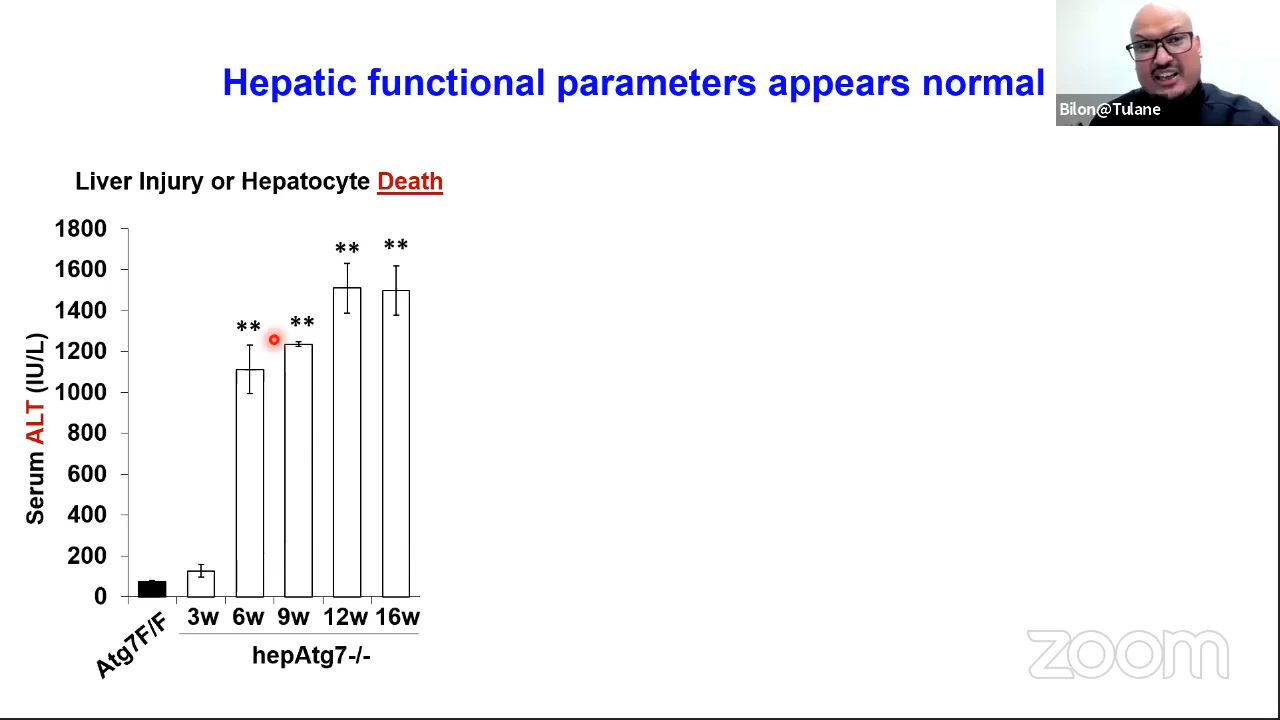 Hepatic functional parameters appears normal
Bilon@Tulane
Liver Injury or Hepatocyte Death
Serum ALT (IU/L)
1800
1600
1400
1200
1000
800
600
400
200
0
** ** ** **
Atg7F/F
3w 6w 9w 12w 16w
hepAtg7-/-
zoom